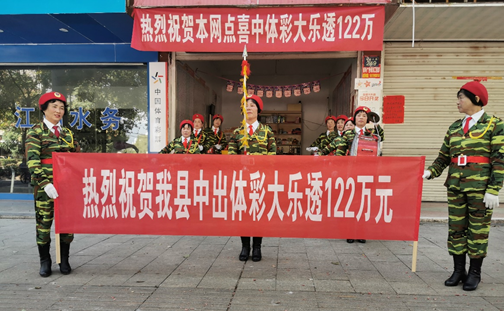 热烈祝贺本网点喜中体彩大乐透122万
江 水务
中国体育彩
热烈祝贺我县中出体彩大乐透122万元